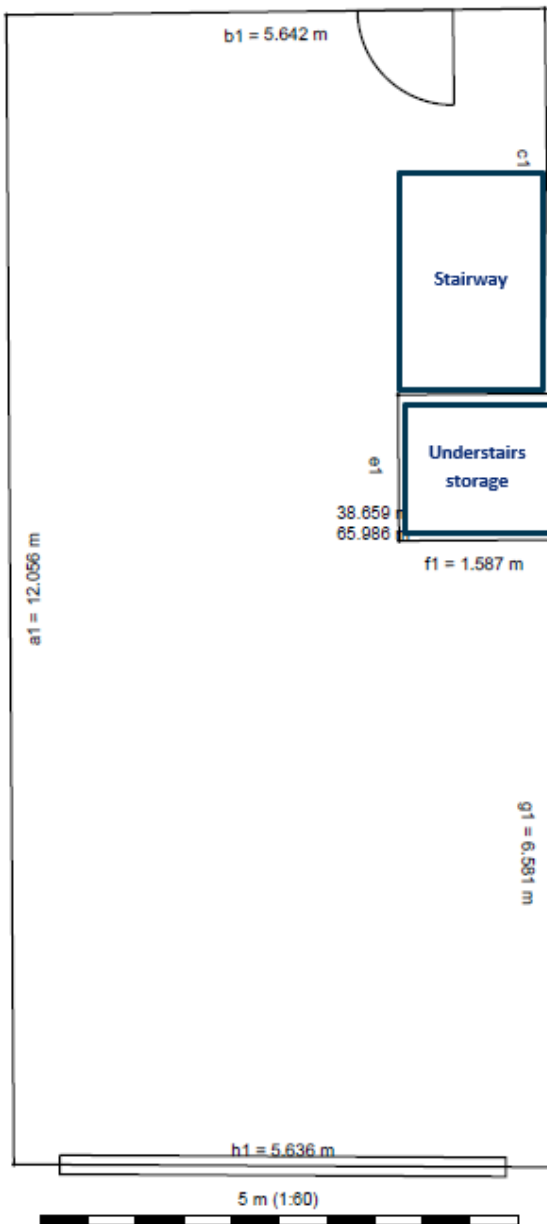 b1 = 5.642 m
c1
Stairway
Understairs
storage
e1
38.659
65.986 m
f1 = 1.587 m
a1 = 12.056 m
g1 = 6.581 m
h1 = 5.636 m
5 m (1:60)